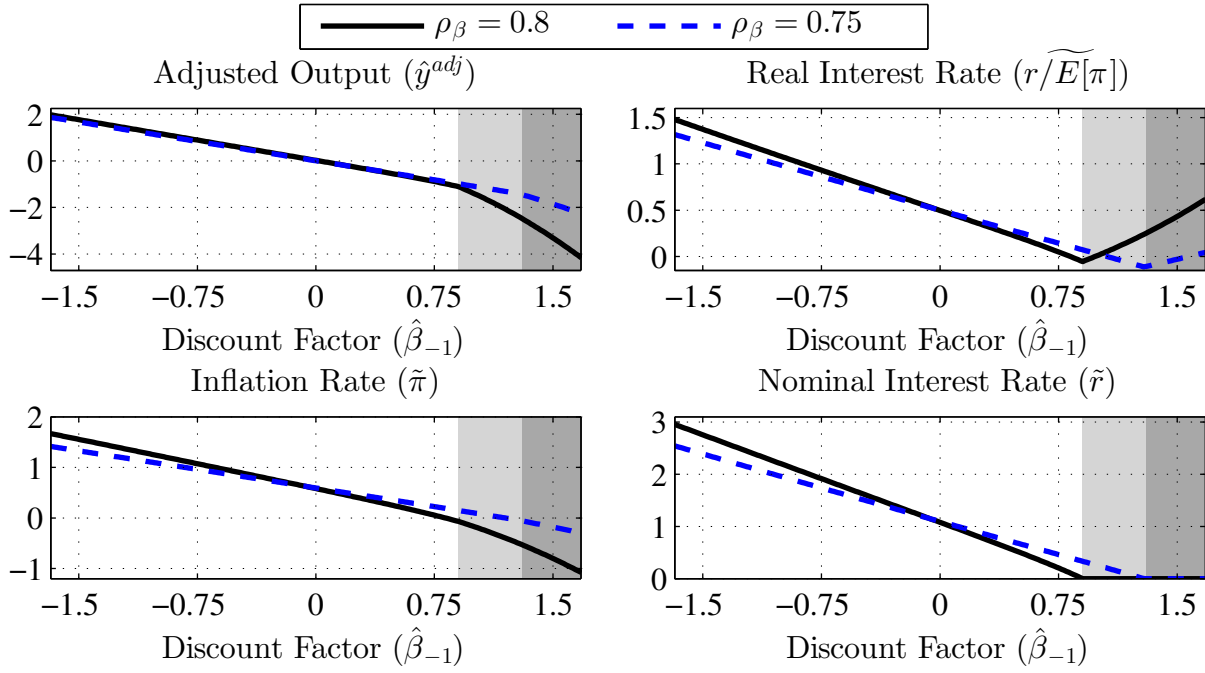 ρ_β = 0.8 ρ_β = 0.75
Adjusted Output (ŷ^{adj})
2
0
−2
−4
−1.5 −0.75 0 0.75 1.5
Discount Factor (β̂_{−1})
Real Interest Rate (r/Ẽ[π])
1.5
1
0.5
0
−1.5 −0.75 0 0.75 1.5
Discount Factor (β̂_{−1})
Inflation Rate (π̃)
2
1
0
−1
−1.5 −0.75 0 0.75 1.5
Discount Factor (β̂_{−1})
Nominal Interest Rate (r̃)
3
2
1
0
−1.5 −0.75 0 0.75 1.5
Discount Factor (β̂_{−1})